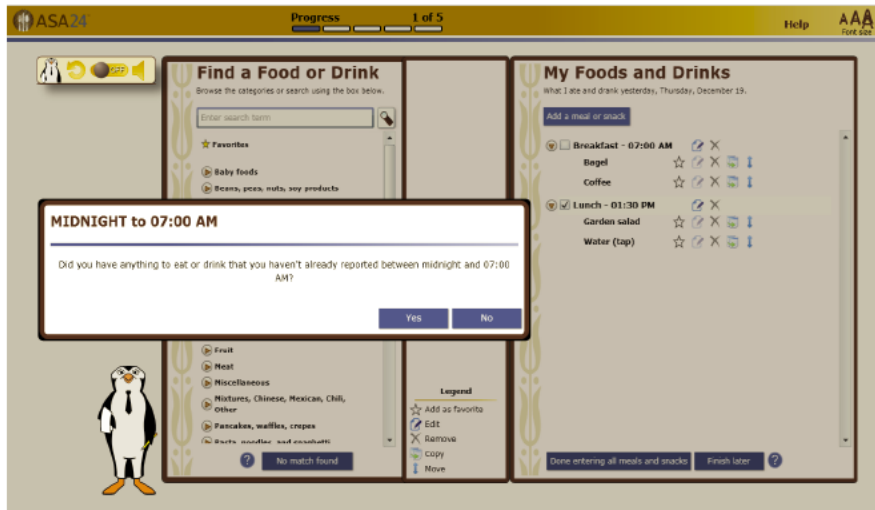 ASA24
Progress
1 of 5
Help
AAA
Font size
OFF
Find a Food or Drink
Browse the categories or search using the box below.
Enter search term
Favorites
Baby foods
Beans, peas, nuts, soy products
MIDNIGHT to 07:00 AM
Did you have anything to eat or drink that you haven't already reported between midnight and 07:00
AM?
Yes
No
Fruit
Meat
Miscellaneous
Mixtures, Chinese, Mexican, Chili,
Other
Pancakes, waffles, crepes
Pasta, noodles, and spaghetti
?
No match found
Legend
Add as favorite
Edit
Remove
Copy
Move
My Foods and Drinks
What I ate and drank yesterday, Thursday, December 19.
Add a meal or snack
Breakfast - 07:00 AM
Bagel
Coffee
Lunch - 01:30 PM
Garden salad
Water (tap)
Done entering all meals and snacks
Finish later
?